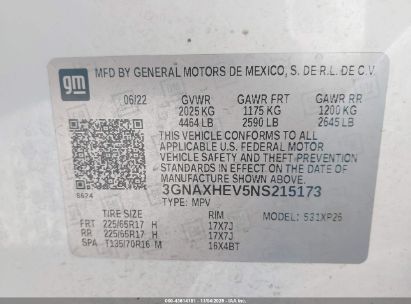 gm MFD BY GENERAL MOTORS DE MEXICO, S. DE R.L. DE C.V.
06/22 GVWR GAWR FRT GAWR RR
2025 KG 1175 KG 1200 KG
4464 LB 2590 LB 2645 LB
THIS VEHICLE CONFORMS TO ALL
APPLICABLE U.S. FEDERAL MOTOR
VEHICLE SAFETY AND THEFT PREVENTION
STANDARDS IN EFFECT ON THE DATE OF
MANUFACTURE SHOWN ABOVE.
3GNAXHEV5NS215173
6624 TYPE: MPV
TIRE SIZE RIM MODEL: 531XP26
FRT 225/65R17 H 17X7J
RR 225/65R17 H 17X7J
SPA T135/70R16 M 16X4BT